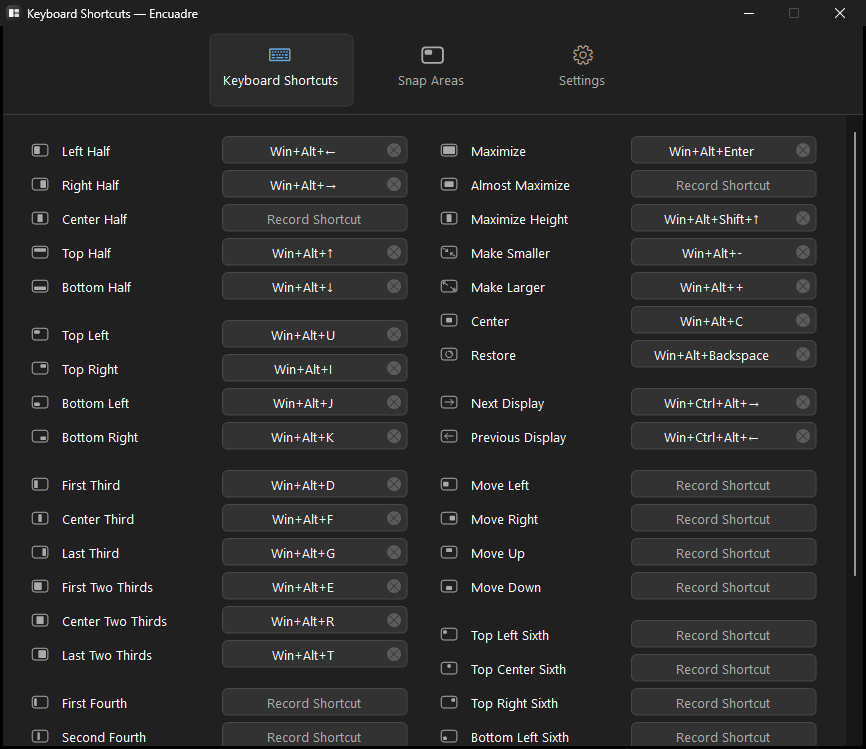 Keyboard Shortcuts — Encuadre
Keyboard Shortcuts
Snap Areas
Settings
Left Half
Win+Alt+←
Right Half
Win+Alt+→
Center Half
Record Shortcut
Top Half
Win+Alt+↑
Bottom Half
Win+Alt+↓
Top Left
Win+Alt+U
Top Right
Win+Alt+I
Bottom Left
Win+Alt+J
Bottom Right
Win+Alt+K
First Third
Win+Alt+D
Center Third
Win+Alt+F
Last Third
Win+Alt+G
First Two Thirds
Win+Alt+E
Center Two Thirds
Win+Alt+R
Last Two Thirds
Win+Alt+T
First Fourth
Record Shortcut
Second Fourth
Record Shortcut
Maximize
Win+Alt+Enter
Almost Maximize
Record Shortcut
Maximize Height
Win+Alt+Shift+↑
Make Smaller
Win+Alt+-
Make Larger
Win+Alt++
Center
Win+Alt+C
Restore
Win+Alt+Backspace
Next Display
Win+Ctrl+Alt+→
Previous Display
Win+Ctrl+Alt+←
Move Left
Record Shortcut
Move Right
Record Shortcut
Move Up
Record Shortcut
Move Down
Record Shortcut
Top Left Sixth
Record Shortcut
Top Center Sixth
Record Shortcut
Top Right Sixth
Record Shortcut
Bottom Left Sixth
Record Shortcut